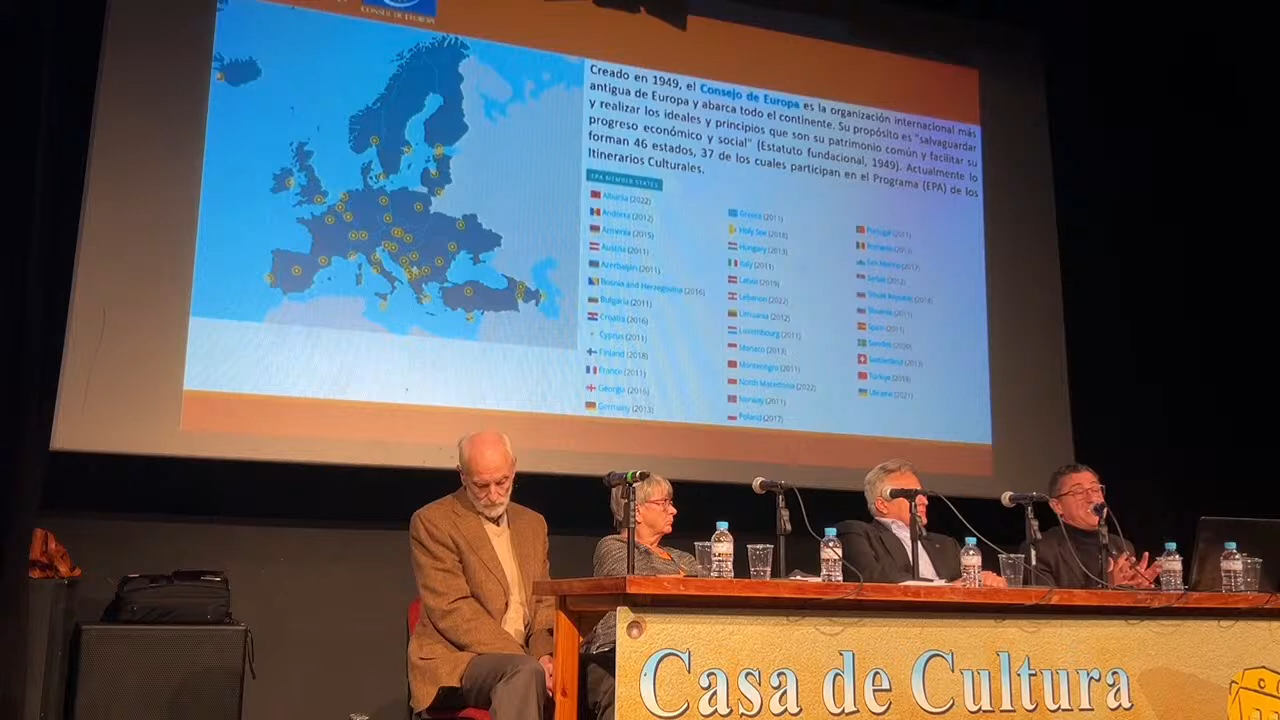 CONSEIL DE L'EUROPE
Creado en 1949, el Consejo de Europa es la organización internacional más
antigua de Europa y abarca todo el continente. Su propósito es "salvaguardar
y realizar los ideales y principios que son su patrimonio común y facilitar su
progreso económico y social" (Estatuto fundacional, 1949). Actualmente lo
forman 46 estados, 37 de los cuales participan en el Programa (EPA) de los
Itinerarios Culturales.
EPA MEMBER STATES
Albania (2022)
Andorra (2012)
Armenia (2015)
Austria (2011)
Azerbaijan (2011)
Bosnia and Herzegovina (2016)
Bulgaria (2011)
Croatia (2016)
Cyprus (2011)
Finland (2018)
France (2011)
Georgia (2016)
Germany (2013)
Greece (2011)
Holy See (2018)
Hungary (2013)
Italy (2011)
Latvia (2019)
Lebanon (2022)
Lithuania (2012)
Luxembourg (2011)
Monaco (2013)
Montenegro (2011)
North Macedonia (2022)
Norway (2011)
Poland (2017)
Portugal (2011)
Romania (2013)
San Marino (2017)
Serbia (2012)
Slovak Republic (2014)
Slovenia (2011)
Spain (2011)
Sweden (2020)
Switzerland (2013)
Türkiye (2018)
Ukraine (2021)
Casa de Cultura